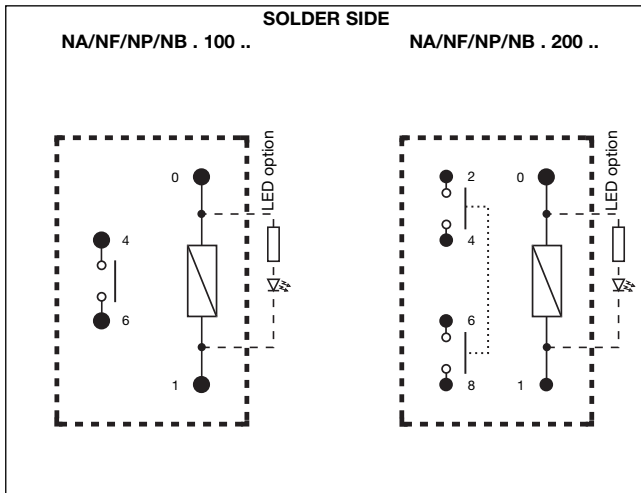 SOLDER SIDE
NA/NF/NP/NB . 100 ..
NA/NF/NP/NB . 200 ..
0
LED option
4
6
1
2
0
LED option
4
6
8
1